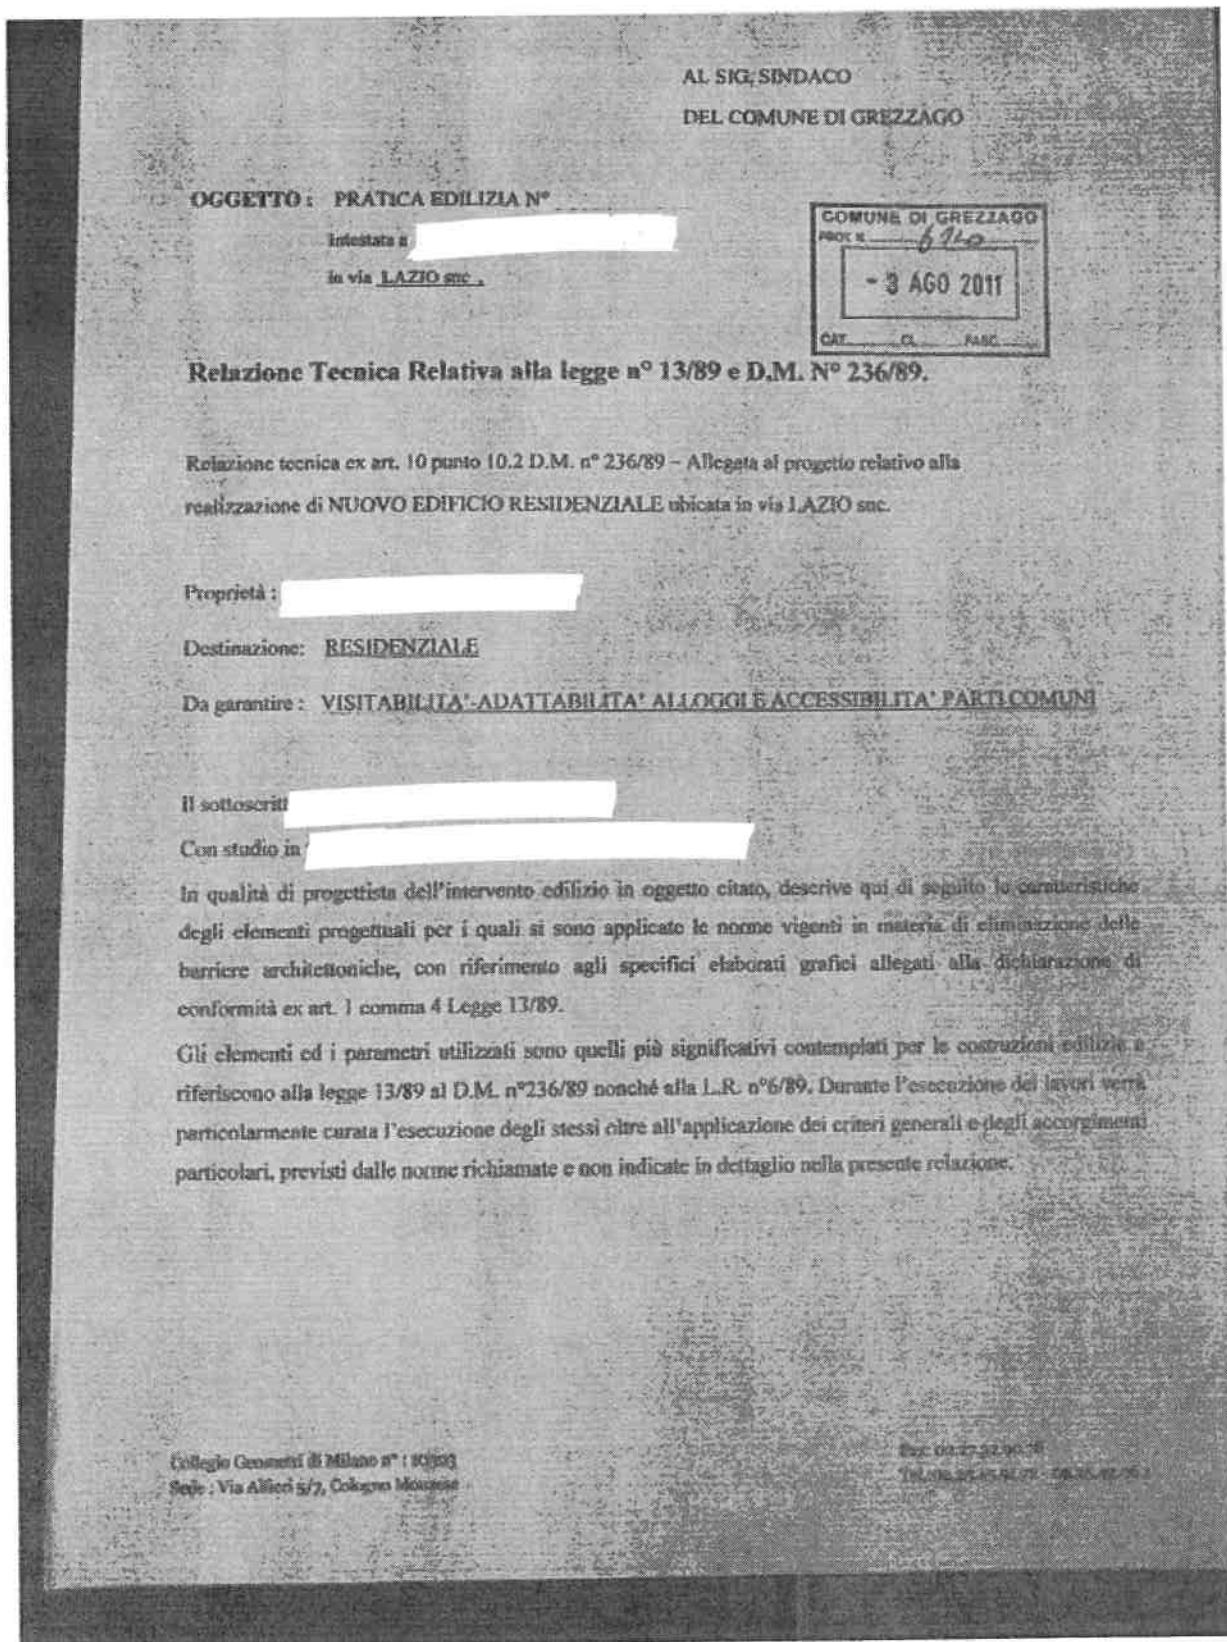 AL SIG. SINDACO
DEL COMUNE DI GREZZAGO
OGGETTO : PRATICA EDILIZIA N°
intestata a
in via LAZIO snc .
COMUNE DI GREZZAGO
PROT. N.
- 3 AGO 2011
CAT. CL. FASC.
Relazione Tecnica Relativa alla legge n° 13/89 e D.M. N° 236/89.
Relazione tecnica ex art. 10 punto 10.2 D.M. n° 236/89 – Allegata al progetto relativo alla
realizzazione di NUOVO EDIFICIO RESIDENZIALE ubicata in via LAZIO snc.
Proprietà :
Destinazione: RESIDENZIALE
Da garantire : VISITABILITA'-ADATTABILITA' ALLOGGI E ACCESSIBILITA' PARTI COMUNI
Il sottoscritt
Con studio in
In qualità di progettista dell'intervento edilizio in oggetto citato, descrive qui di seguito le caratteristiche
degli elementi progettuali per i quali si sono applicato le norme vigenti in materia di eliminazione delle
barriere architettoniche, con riferimento agli specifici elaborati grafici allegati alla dichiarazione di
conformità ex art. 1 comma 4 Legge 13/89.
Gli elementi ed i parametri utilizzati sono quelli più significativi contemplati per le costruzioni edilizie e
riferiscono alla legge 13/89 al D.M. n°236/89 nonché alla L.R. n°6/89. Durante l'esecuzione dei lavori verrà
particolarmente curata l'esecuzione degli stessi oltre all'applicazione dei criteri generali e degli accorgimenti
particolari, previsti dalle norme richiamate e non indicate in dettaglio nella presente relazione.
Collegio Geometri di Milano n° :
Sede : Via Alfieri 5/7, Cologno Monzese